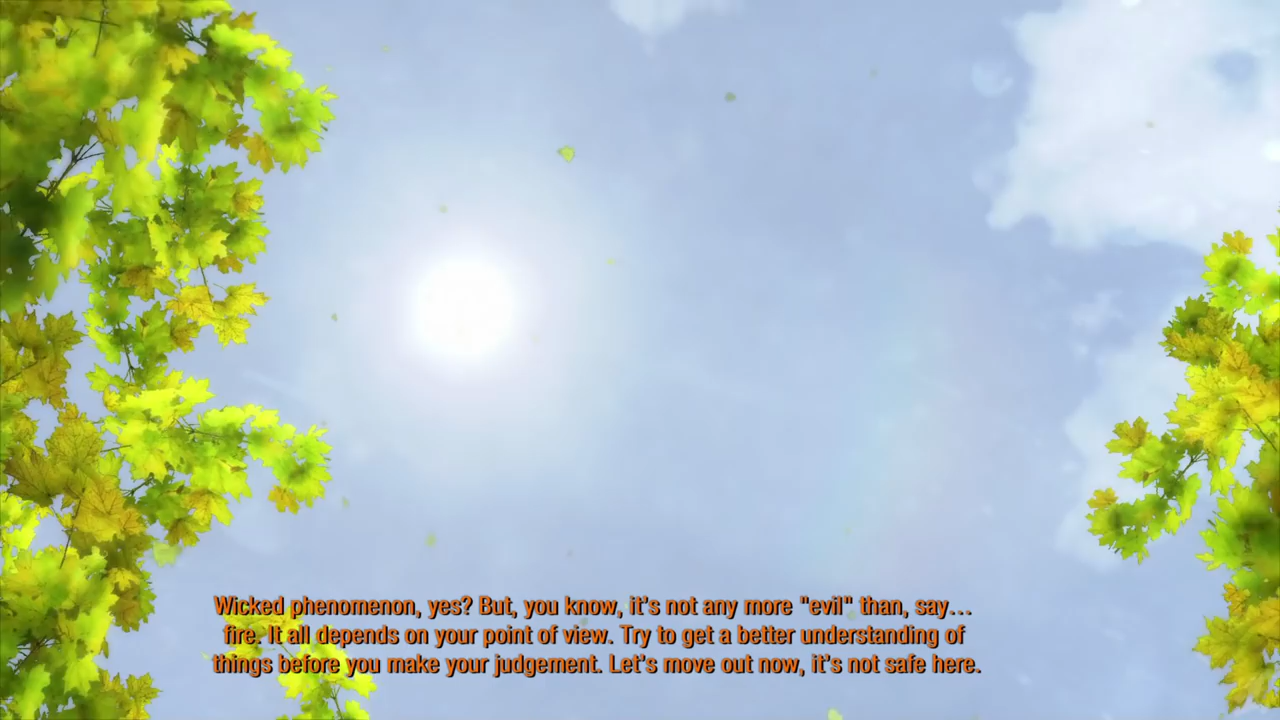 Wicked phenomenon, yes? But, you know, it's not any more "evil" than, say...
fire. It all depends on your point of view. Try to get a better understanding of
things before you make your judgement. Let's move out now, it's not safe here.